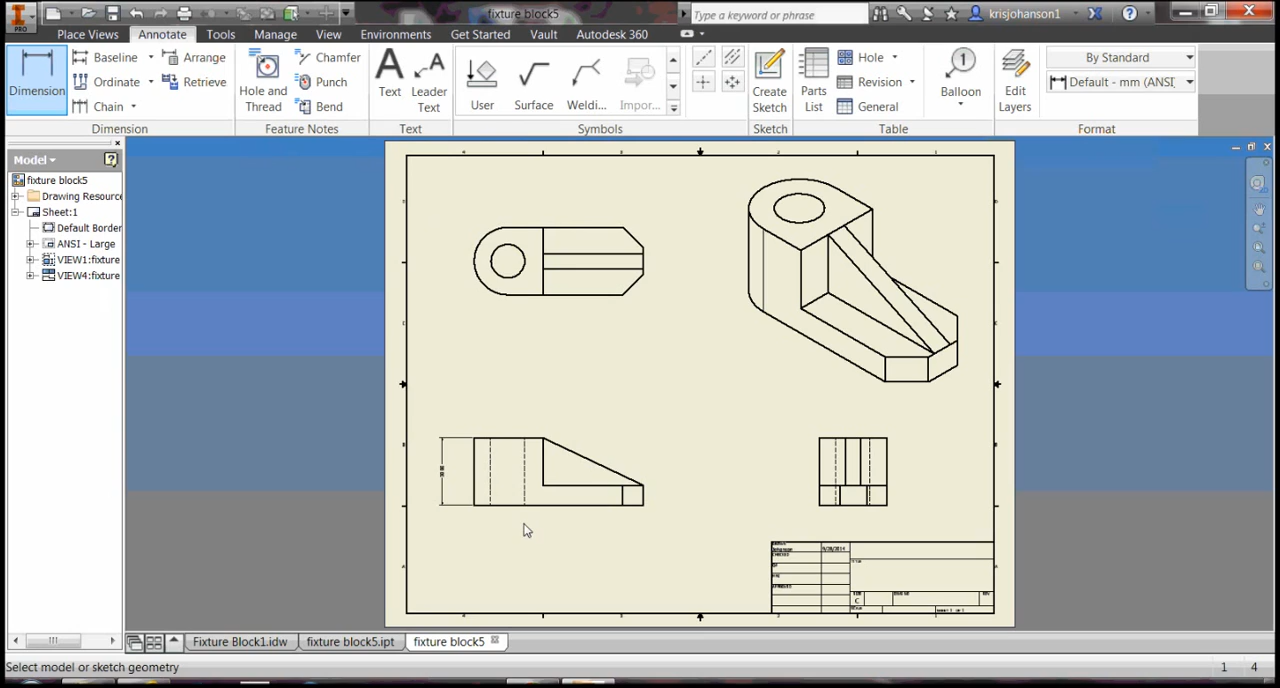 fixture block5
Type a keyword or phrase
krisjohanson1
PRO
Place Views
Annotate
Tools
Manage
View
Environments
Get Started
Vault
Autodesk 360
Dimension
Baseline
Ordinate
Chain
Arrange
Retrieve
Dimension
Hole and
Thread
Chamfer
Punch
Bend
Feature Notes
Text
Leader
Text
Text
User
Surface
Weldi...
Impor...
Symbols
Create
Sketch
Sketch
Parts
List
Hole
Revision
General
Balloon
Table
Edit
Layers
By Standard
Default - mm (ANSI
Format
Model
fixture block5
Drawing Resource
Sheet:1
Default Border
ANSI - Large
VIEW1:fixture
VIEW4:fixture
C
Fixture Block1.idw
fixture block5.ipt
fixture block5
Select model or sketch geometry
1
4